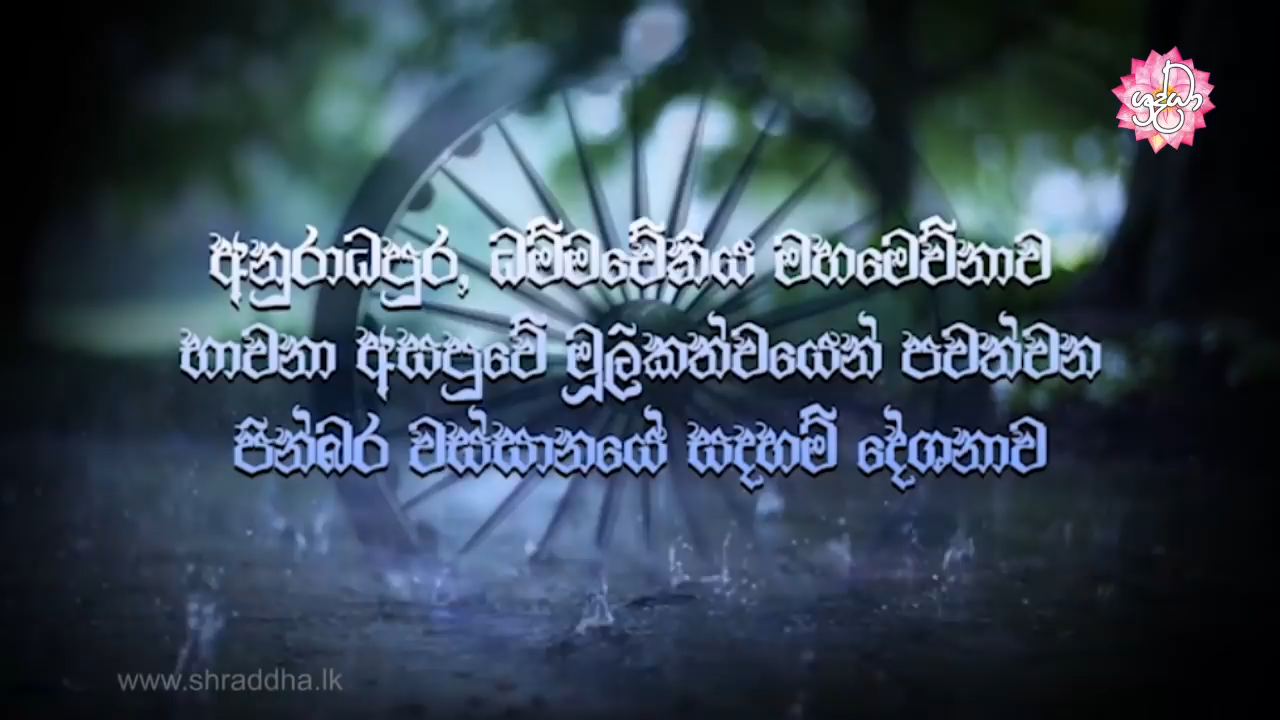 ශ්‍රද්ධා
අනුරාධපුර, ධම්මචේතිය මහමෙව්නාව
භාවනා අසපුවේ මූලිකත්වයෙන් පවත්වන
පින්බර වස්සානයේ සදහම් දේශනාව
www.shraddha.lk